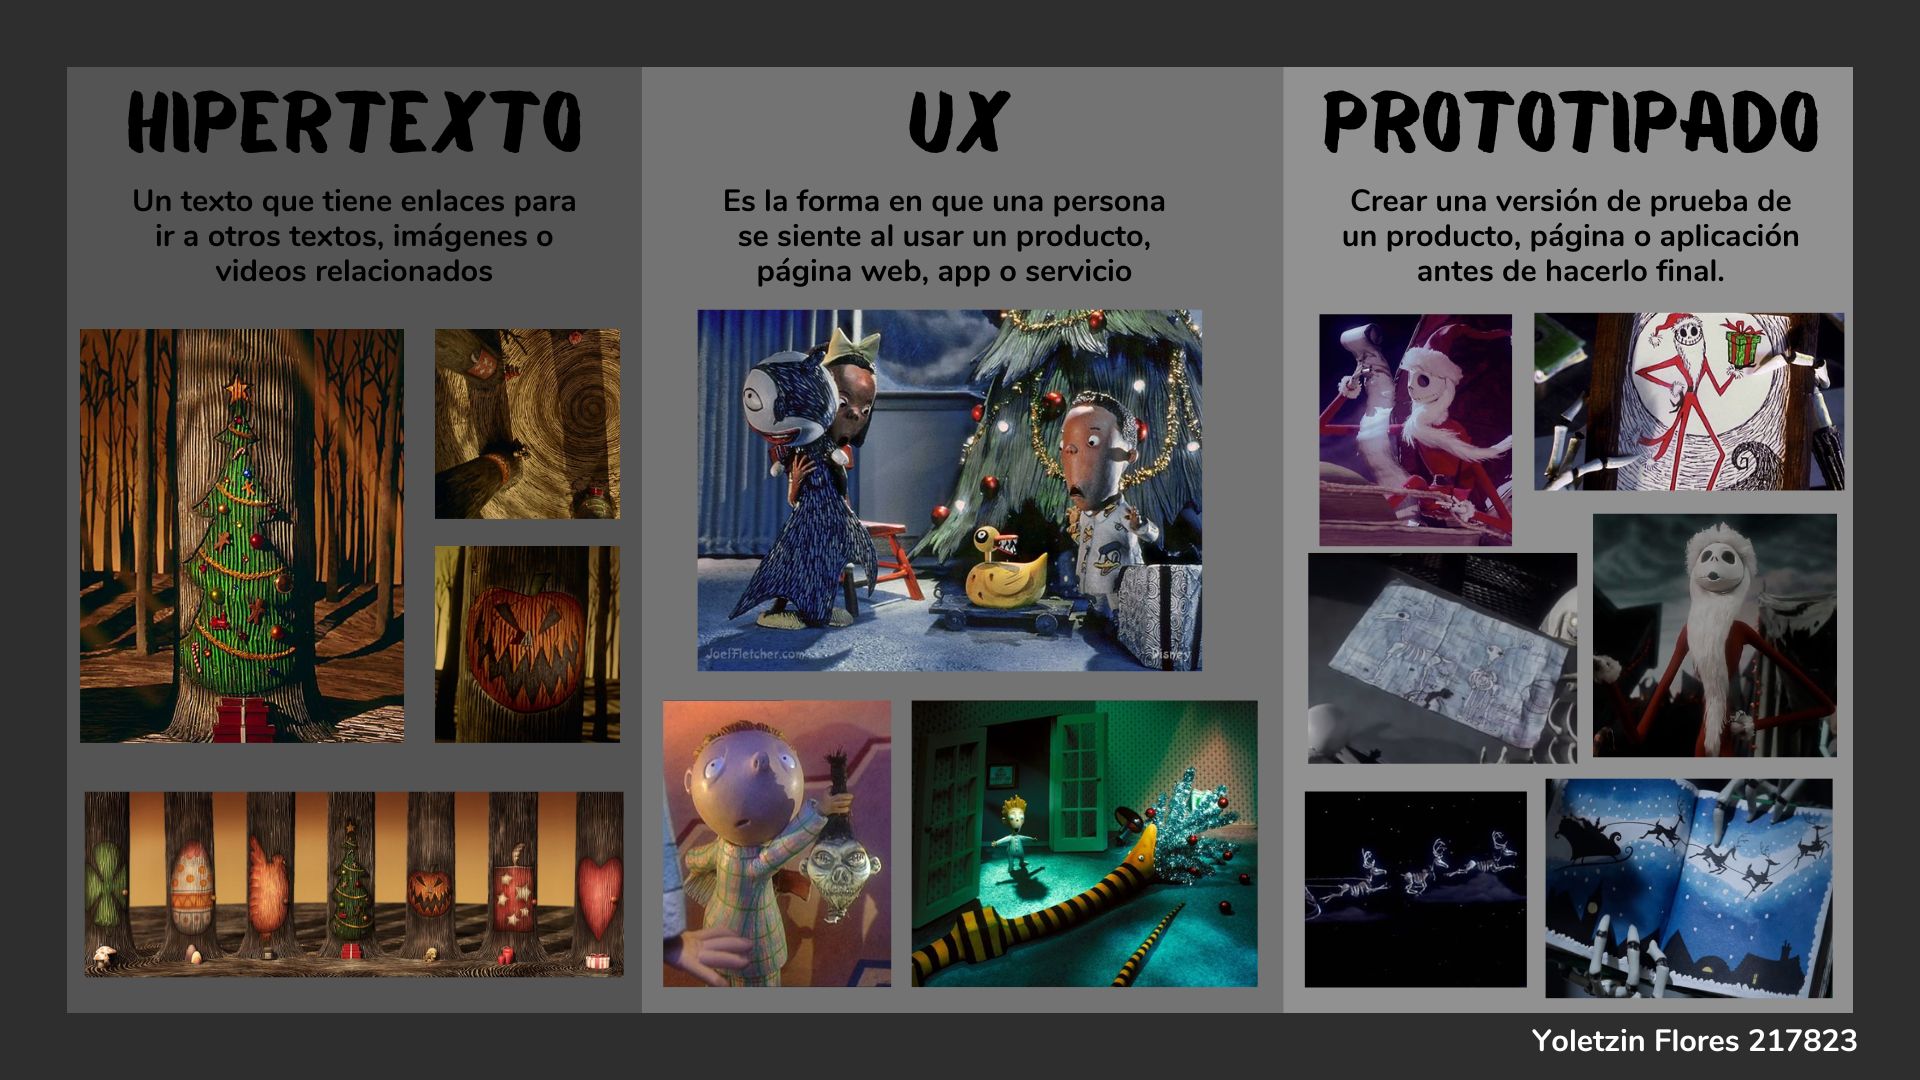 HIPERTEXTO
Un texto que tiene enlaces para
ir a otros textos, imágenes o
videos relacionados
UX
Es la forma en que una persona
se siente al usar un producto,
página web, app o servicio
JoelFletcher.com
Disney
PROTOTIPADO
Crear una versión de prueba de
un producto, página o aplicación
antes de hacerlo final.
Yoletzin Flores 217823